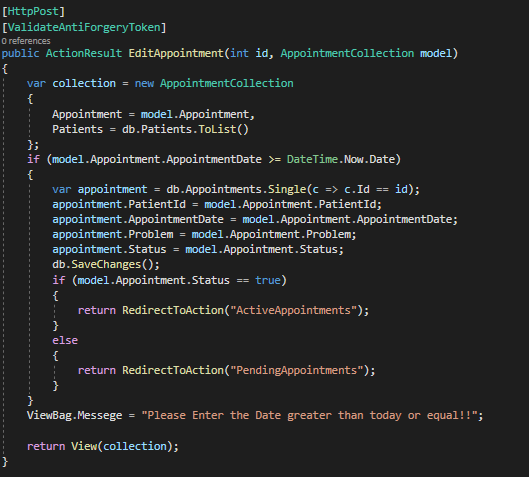 [HttpPost]
[ValidateAntiForgeryToken]
0 references
public ActionResult EditAppointment(int id, AppointmentCollection model)
{
var collection = new AppointmentCollection
{
Appointment = model.Appointment,
Patients = db.Patients.ToList()
};
if (model.Appointment.AppointmentDate >= DateTime.Now.Date)
{
var appointment = db.Appointments.Single(c => c.Id == id);
appointment.PatientId = model.Appointment.PatientId;
appointment.AppointmentDate = model.Appointment.AppointmentDate;
appointment.Problem = model.Appointment.Problem;
appointment.Status = model.Appointment.Status;
db.SaveChanges();
if (model.Appointment.Status == true)
{
return RedirectToAction("ActiveAppointments");
}
else
{
return RedirectToAction("PendingAppointments");
}
}
ViewBag.Messege = "Please Enter the Date greater than today or equal!!";
return View(collection);
}